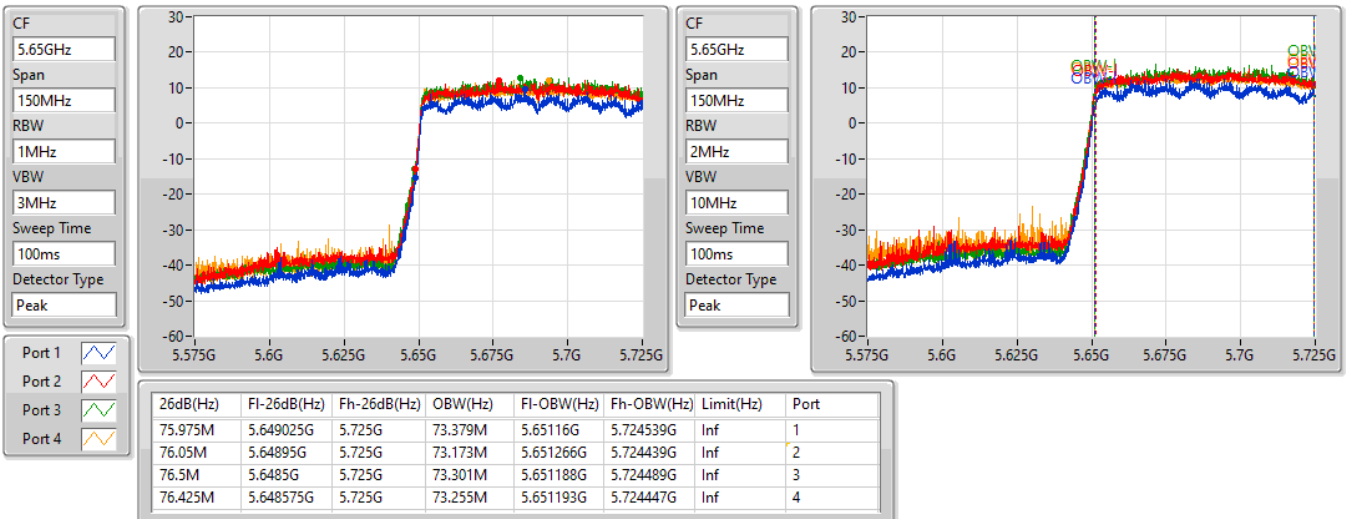 CF
5.65GHz
Span
150MHz
RBW
1MHz
VBW
3MHz
Sweep Time
100ms
Detector Type
Peak
30
20
10
0
-10
-20
-30
-40
-50
-60
5.575G 5.6G 5.625G 5.65G 5.675G 5.7G 5.725G
CF
5.65GHz
Span
150MHz
RBW
2MHz
VBW
10MHz
Sweep Time
100ms
Detector Type
Peak
30
20
10
0
-10
-20
-30
-40
-50
-60
5.575G 5.6G 5.625G 5.65G 5.675G 5.7G 5.725G
OBV
OBV
OBV
Port 1
Port 2
Port 3
Port 4
26dB(Hz) Fl-26dB(Hz) Fh-26dB(Hz) OBW(Hz) Fl-OBW(Hz) Fh-OBW(Hz) Limit(Hz) Port
75.975M 5.649025G 5.725G 73.379M 5.65116G 5.724539G Inf 1
76.05M 5.64895G 5.725G 73.173M 5.651266G 5.724439G Inf 2
76.5M 5.6485G 5.725G 73.301M 5.651188G 5.724489G Inf 3
76.425M 5.648575G 5.725G 73.255M 5.651193G 5.724447G Inf 4